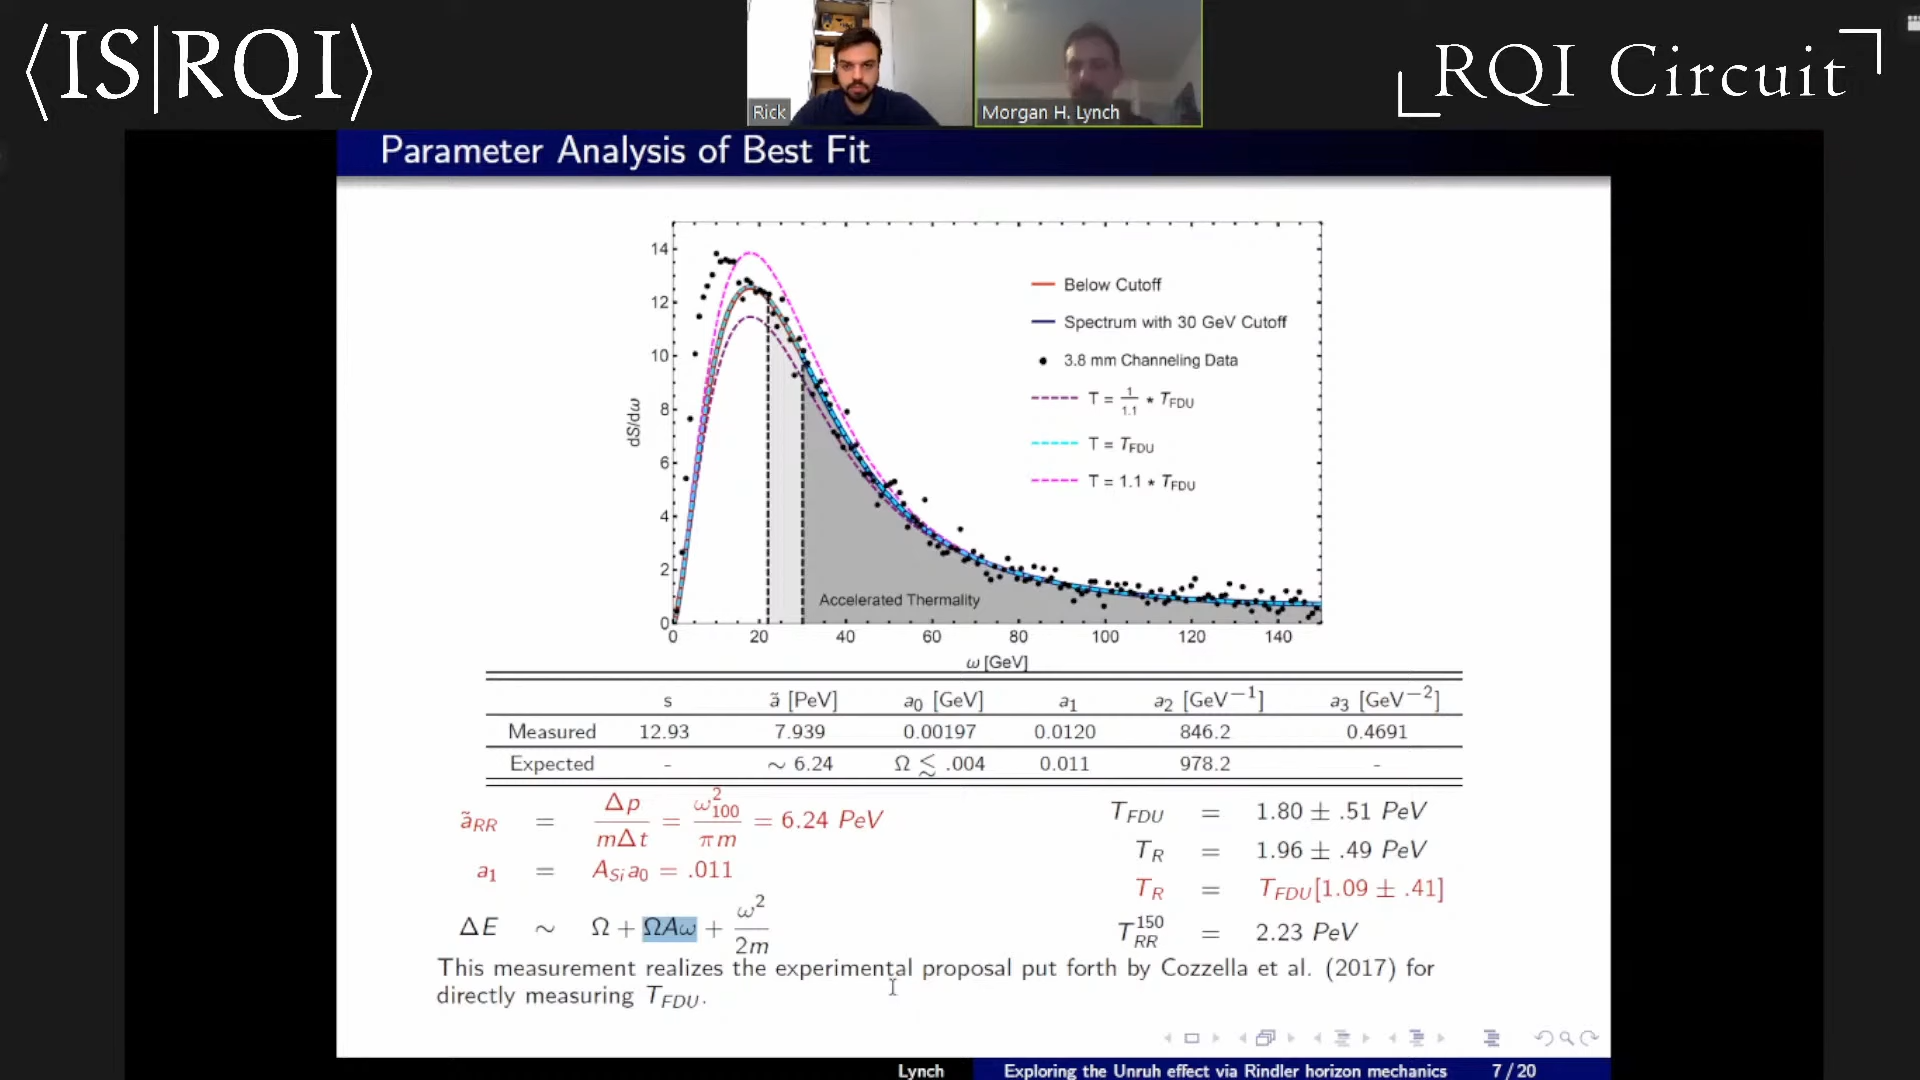 ⟨IS|RQI⟩
Rick
Morgan H. Lynch
RQI Circuit
Parameter Analysis of Best Fit
14
12
10
8
6
4
2
0
dS/dω
0 20 40 60 80 100 120 140
ω [GeV]
Below Cutoff
Spectrum with 30 GeV Cutoff
3.8 mm Channeling Data
T = 1/1.1 * T_FDU
T = T_FDU
T = 1.1 * T_FDU
Accelerated Thermality
s ã [PeV] a₀ [GeV] a₁ a₂ [GeV⁻¹] a₃ [GeV⁻²]
Measured 12.93 7.939 0.00197 0.0120 846.2 0.4691
Expected - ~ 6.24 Ω ≲ .004 0.011 978.2 -
ã_RR = Δp/mΔt = ω²₁₀₀/πm = 6.24 PeV
a₁ = A_Si a₀ = .011
ΔE ~ Ω + ΩAω + ω²/2m
T_FDU = 1.80 ± .51 PeV
T_R = 1.96 ± .49 PeV
T_R = T_FDU[1.09 ± .41]
T_RR^150 = 2.23 PeV
This measurement realizes the experimental proposal put forth by Cozzella et al. (2017) for
directly measuring T_FDU.
Lynch Exploring the Unruh effect via Rindler horizon mechanics 7 / 20